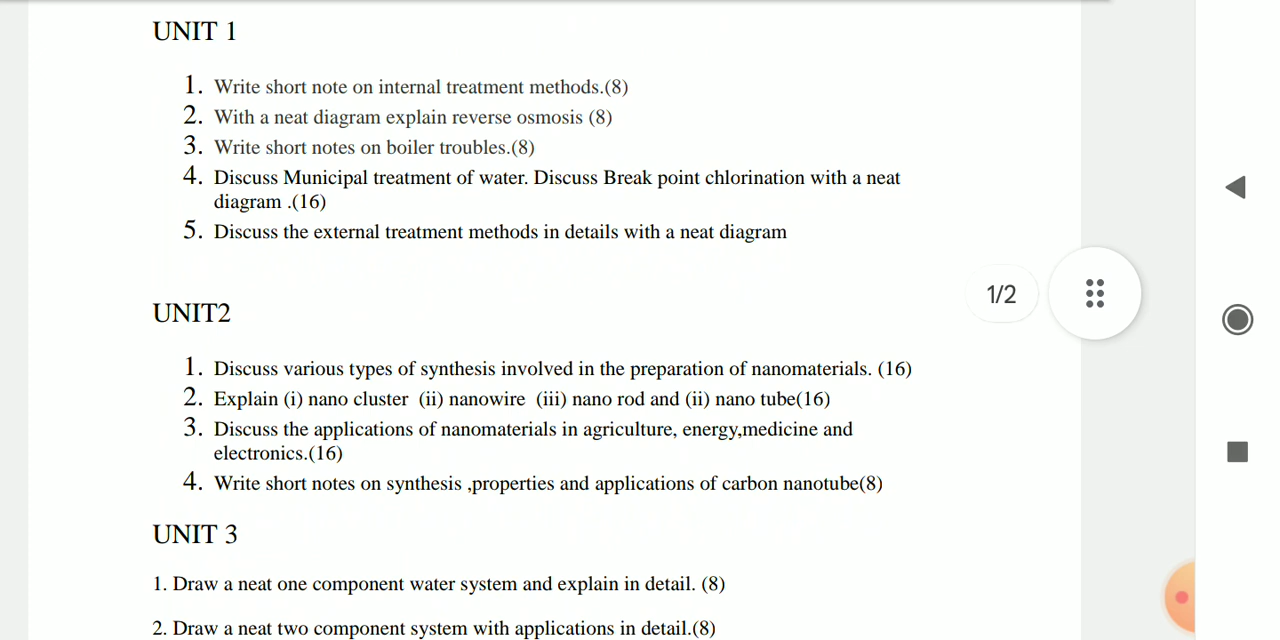 UNIT 1
1. Write short note on internal treatment methods.(8)
2. With a neat diagram explain reverse osmosis (8)
3. Write short notes on boiler troubles.(8)
4. Discuss Municipal treatment of water. Discuss Break point chlorination with a neat
diagram .(16)
5. Discuss the external treatment methods in details with a neat diagram
1/2
UNIT2
1. Discuss various types of synthesis involved in the preparation of nanomaterials. (16)
2. Explain (i) nano cluster (ii) nanowire (iii) nano rod and (ii) nano tube(16)
3. Discuss the applications of nanomaterials in agriculture, energy,medicine and
electronics.(16)
4. Write short notes on synthesis ,properties and applications of carbon nanotube(8)
UNIT 3
1. Draw a neat one component water system and explain in detail. (8)
2. Draw a neat two component system with applications in detail.(8)